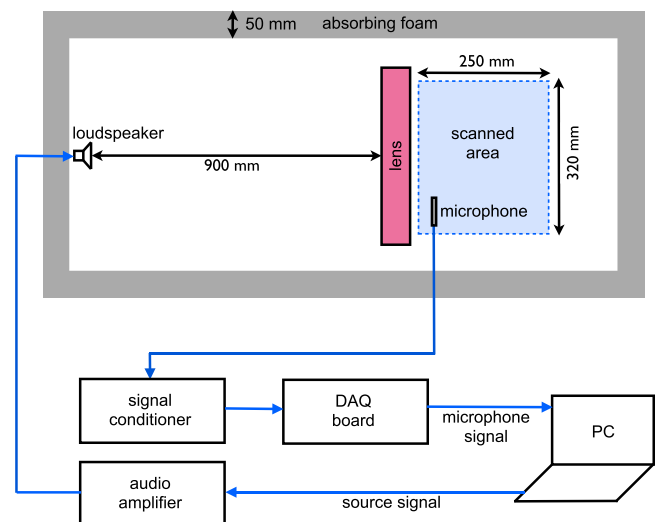 50 mm absorbing foam
250 mm
loudspeaker
900 mm
lens
scanned
area
320 mm
microphone
signal
conditioner
DAQ
board
microphone
signal
PC
audio
amplifier
source signal